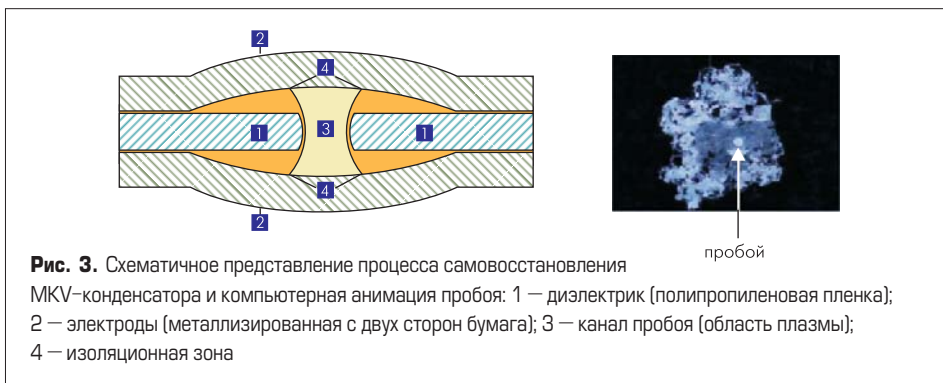 2
4
1
3
1
4
2
пробой
Рис. 3. Схематичное представление процесса самовосстановления
MKV–конденсатора и компьютерная анимация пробоя: 1 — диэлектрик (полипропиленовая пленка);
2 — электроды (металлизированная с двух сторон бумага); 3 — канал пробоя (область плазмы);
4 — изоляционная зона